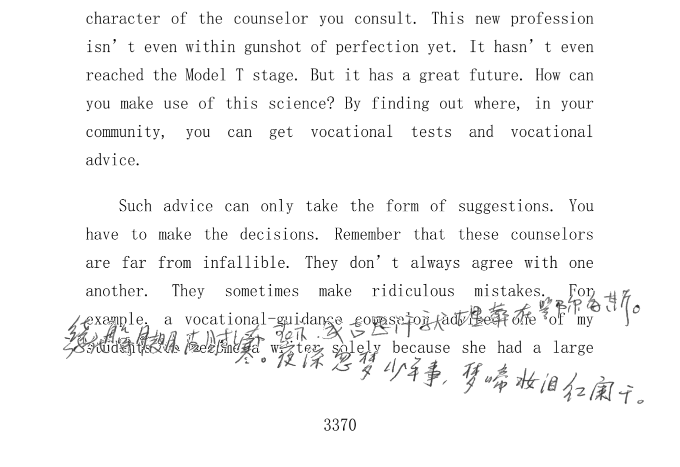 character of the counselor you consult. This new profession
isn’t even within gunshot of perfection yet. It hasn’t even
reached the Model T stage. But it has a great future. How can
you make use of this science? By finding out where, in your
community, you can get vocational tests and vocational
advice.
Such advice can only take the form of suggestions. You
have to make the decisions. Remember that these counselors
are far from infallible. They don’t always agree with one
another. They sometimes make ridiculous mistakes. For
example, a vocational-guidance counselor advised one of my
students to become a writer solely because she had a large
绕船月明江水寒。夜深忽梦少年事，梦啼妆泪红阑干。
3370